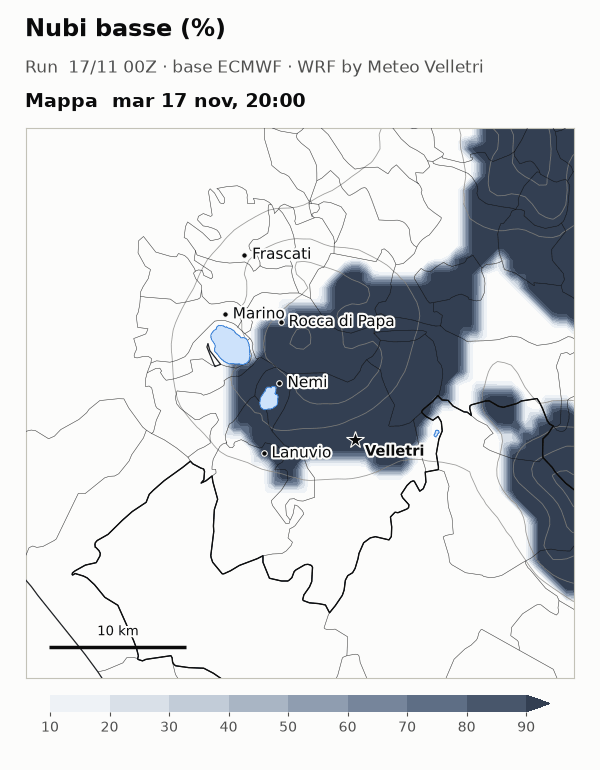 Nubi basse (%)
Run 17/11 00Z · base ECMWF · WRF by Meteo Velletri
Mappa mar 17 nov, 20:00
Frascati
Marino
Rocca di Papa
Nemi
Velletri
Lanuvio
10 km
10 20 30 40 50 60 70 80 90